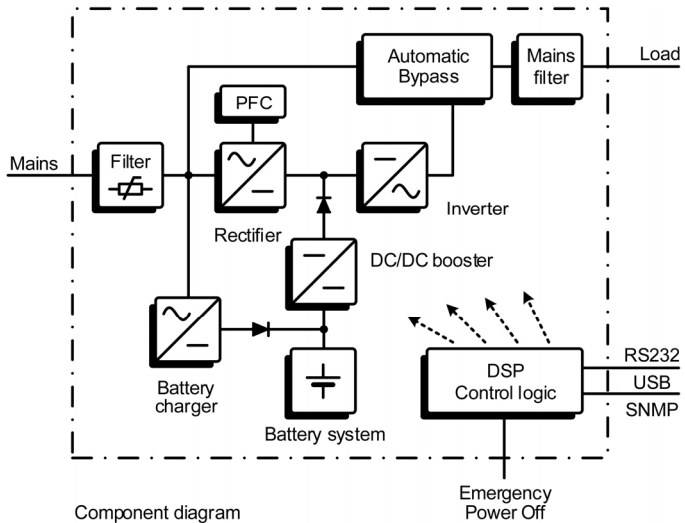 Automatic
Bypass
Mains
filter
Load
PFC
Mains
Filter
Rectifier
Inverter
DC/DC booster
Battery
charger
Battery system
DSP
Control logic
RS232
USB
SNMP
Emergency
Power Off
Component diagram